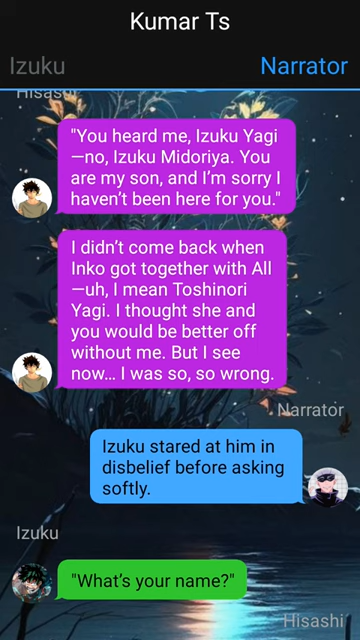 Kumar Ts
Izuku
Narrator
Hisashi
"You heard me, Izuku Yagi
—no, Izuku Midoriya. You
are my son, and I'm sorry I
haven't been here for you."
I didn't come back when
Inko got together with All
—uh, I mean Toshinori
Yagi. I thought she and
you would be better off
without me. But I see
now... I was so, so wrong.
Narrator
Izuku stared at him in
disbelief before asking
softly.
Izuku
"What's your name?"
Hisashi